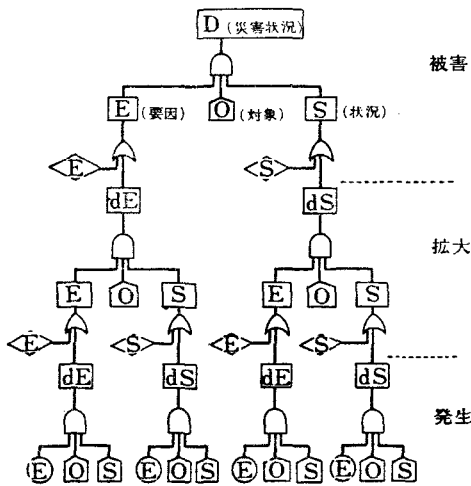 D (災害状況)
被害
E (要因) O (対象) S (状況)
E S
dE dS
拡大
E O S E O S
E S E S
dE dS dE dS
発生
E O S E O S E O S E O S